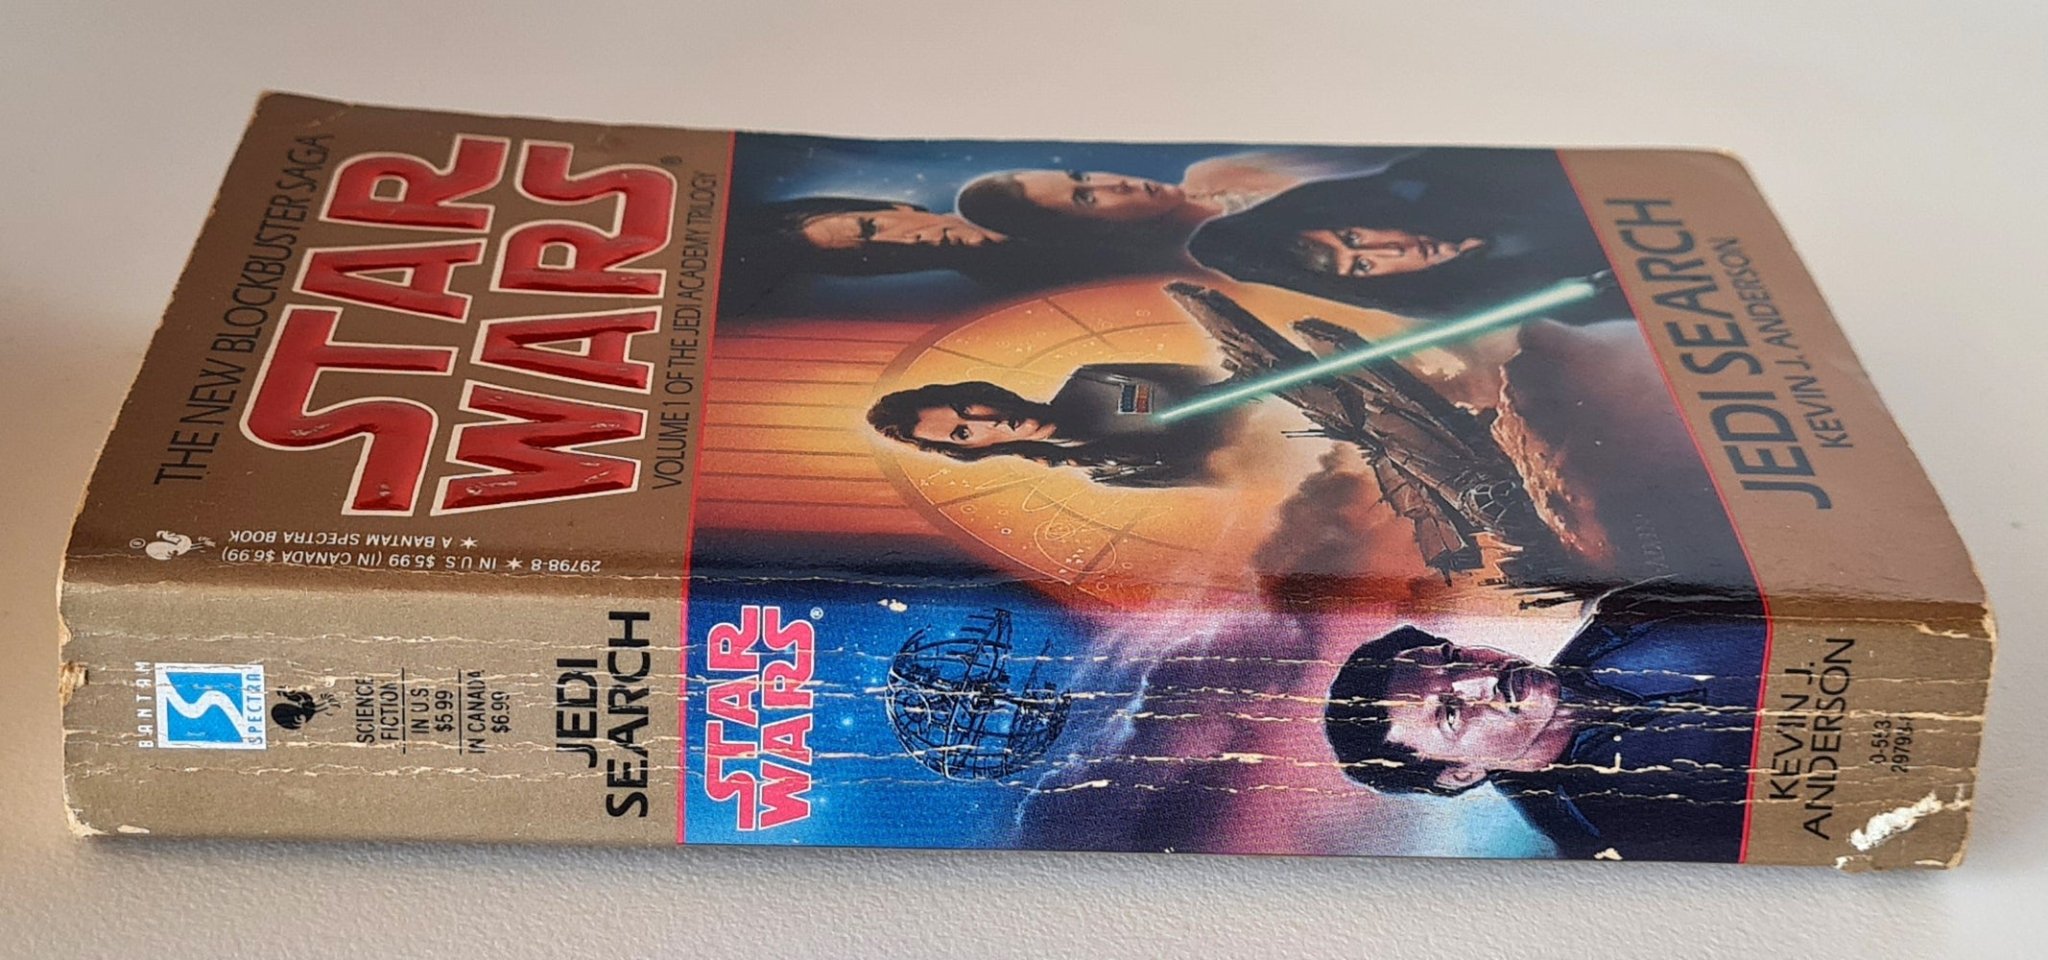 THE NEW BLOCKBUSTER SAGA
STAR
WARS®
VOLUME 1 OF THE JEDI ACADEMY TRILOGY
JEDI SEARCH
KEVIN J. ANDERSON
29798-8 ★ IN U.S. $5.99 (IN CANADA $6.99)
★ A BANTAM SPECTRA BOOK
®
BANTAM
S
SPECTRA
SCIENCE
FICTION
IN U.S.
$5.99
IN CANADA
$6.99
JEDI
SEARCH
STAR
WARS®
KEVIN J.
ANDERSON